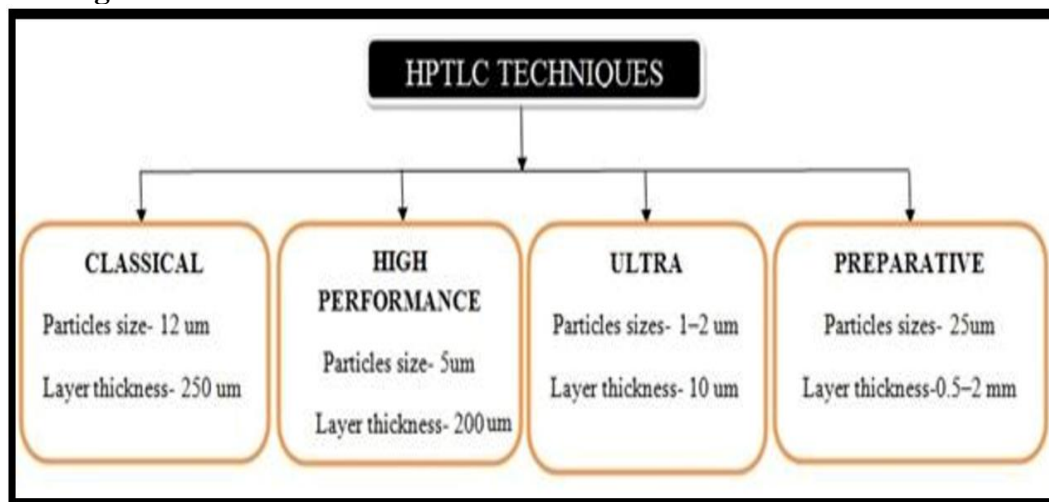 HPTLC TECHNIQUES
CLASSICAL
Particles size- 12 um
Layer thickness- 250 um
HIGH
PERFORMANCE
Particles size- 5um
Layer thickness- 200 um
ULTRA
Particles sizes- 1–2 um
Layer thickness- 10 um
PREPARATIVE
Particles sizes- 25um
Layer thickness-0.5–2 mm